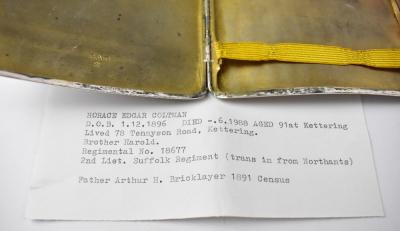 HORACE EDGAR COLTMAN
D.O.B. 1.12.1896 DIED -.6.1988 AGED 91at Kettering
Lived 78 Tennyson Road, Kettering.
Brother Harold.
Regimental No. 18677
2nd Liet. Suffolk Regiment (trans in from Northants)
Father Arthur H. Bricklayer 1891 Census